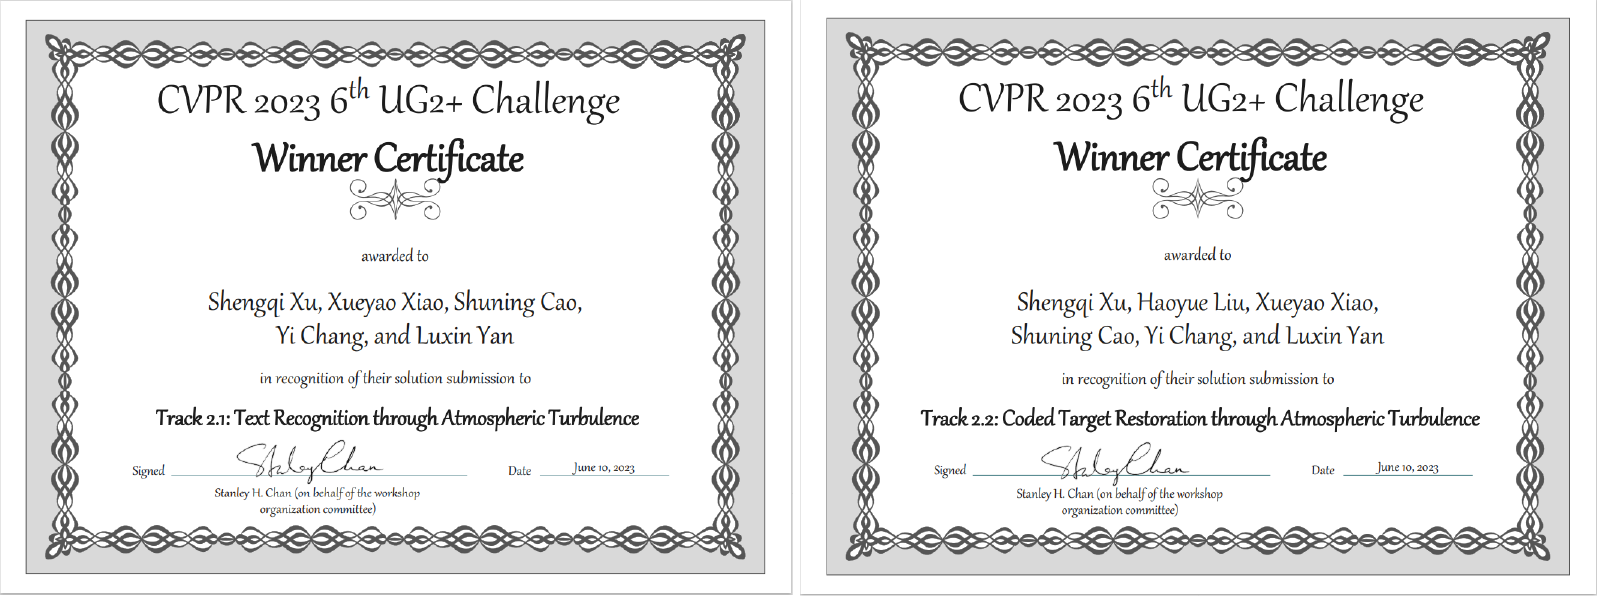 CVPR 2023 6th UG2+ Challenge
Winner Certificate
awarded to
Shengqi Xu, Xueyao Xiao, Shuning Cao,
Yi Chang, and Luxin Yan
in recognition of their solution submission to
Track 2.1: Text Recognition through Atmospheric Turbulence
Signed Stanley Chan Date June 10, 2023
Stanley H. Chan (on behalf of the workshop
organization committee)
CVPR 2023 6th UG2+ Challenge
Winner Certificate
awarded to
Shengqi Xu, Haoyue Liu, Xueyao Xiao,
Shuning Cao, Yi Chang, and Luxin Yan
in recognition of their solution submission to
Track 2.2: Coded Target Restoration through Atmospheric Turbulence
Signed Stanley Chan Date June 10, 2023
Stanley H. Chan (on behalf of the workshop
organization committee)